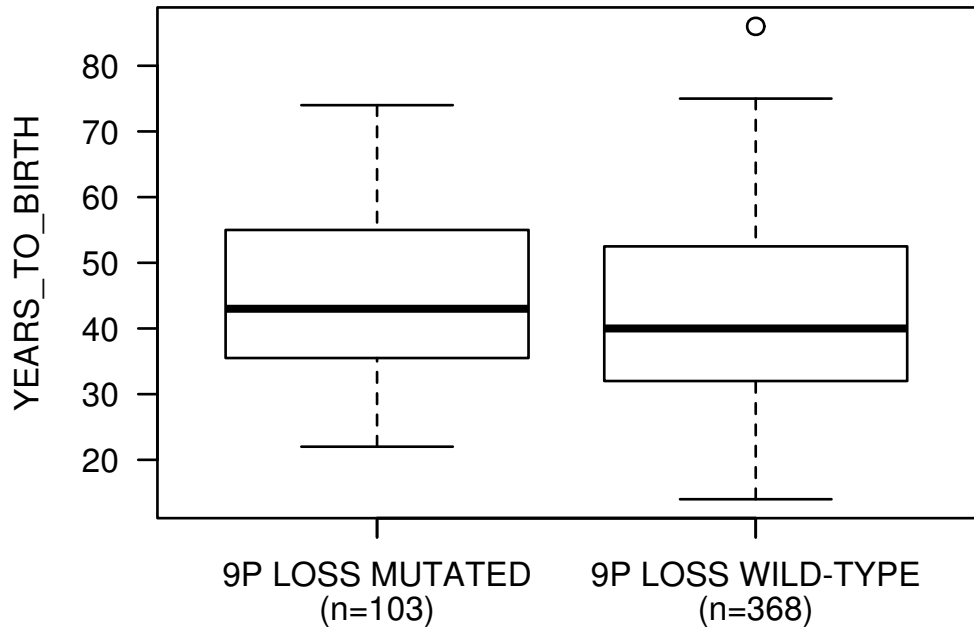 YEARS_TO_BIRTH
80
70
60
50
40
30
20
9P LOSS MUTATED
(n=103)
9P LOSS WILD-TYPE
(n=368)